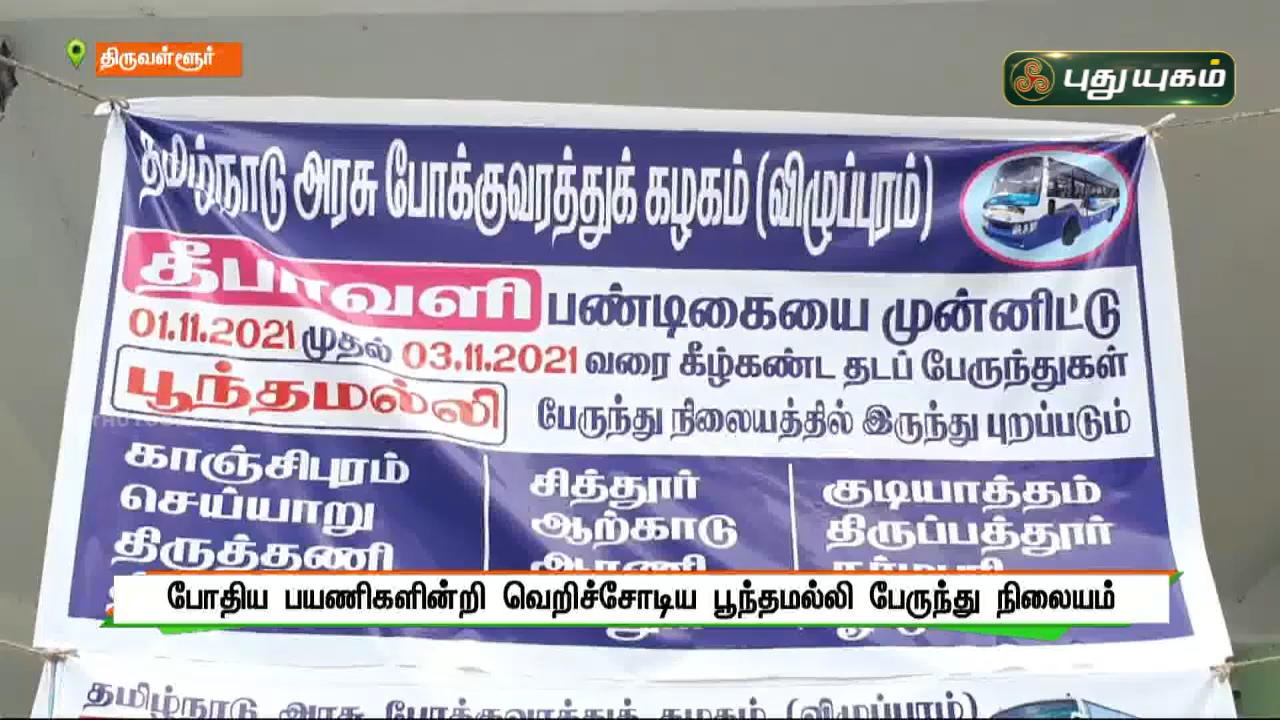 திருவள்ளூர்
புதுயுகம்
தமிழ்நாடு அரசு போக்குவரத்துக் கழகம் (விழுப்புரம்)
தீபாவளி பண்டிகையை முன்னிட்டு
01.11.2021 முதல் 03.11.2021 வரை கீழ்கண்ட தடப் பேருந்துகள்
பூந்தமல்லி பேருந்து நிலையத்தில் இருந்து புறப்படும்
காஞ்சிபுரம் சித்தூர் குடியாத்தம்
செய்யாறு ஆற்காடு திருப்பத்தூர்
திருத்தணி ஆரணி
போதிய பயணிகளின்றி வெறிச்சோடிய பூந்தமல்லி பேருந்து நிலையம்
தமிழ்நாடு அரசு போக்குவரத்துக் கழகம் (விழுப்புரம்)